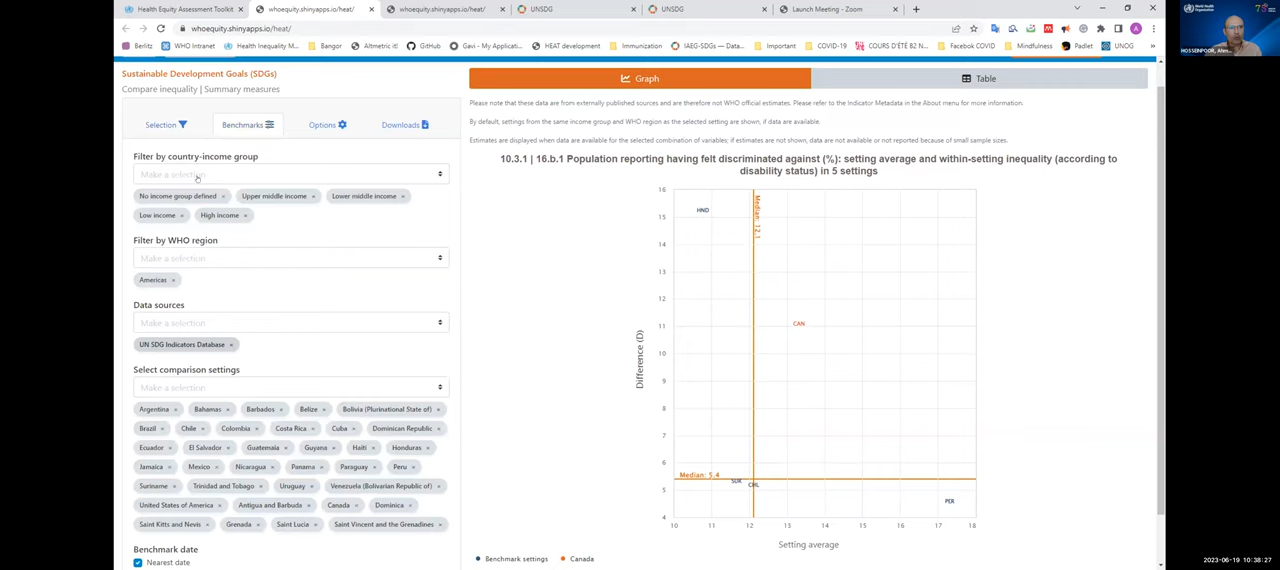 Health Equity Assessment Toolkit
whoequity.shinyapps.io/heat/
whoequity.shinyapps.io/heat/
UNSDG
UNSDG
Launch Meeting - Zoom
whoequity.shinyapps.io/heat/
Berlitz
WHO Intranet
Health Inequality M...
Bangor
Altmetric it!
GitHub
Gavi - My Applicati...
HEAT development
Immunization
IAEG-SDGs — Data...
Important
COVID-19
COURS D'ÉTÉ B2 N...
Facebok COVID
Mindfulness
Padlet
UNOG
World Health Organization
HOSSEINPOOR, Ahm...
Sustainable Development Goals (SDGs)
Compare inequality | Summary measures
Selection
Benchmarks
Options
Downloads
Filter by country-income group
Make a selection
No income group defined ×
Upper middle income ×
Lower middle income ×
Low income ×
High income ×
Filter by WHO region
Make a selection
Americas ×
Data sources
Make a selection
UN SDG Indicators Database ×
Select comparison settings
Make a selection
Argentina × Bahamas × Barbados × Belize × Bolivia (Plurinational State of) ×
Brazil × Chile × Colombia × Costa Rica × Cuba × Dominican Republic ×
Ecuador × El Salvador × Guatemala × Guyana × Haiti × Honduras ×
Jamaica × Mexico × Nicaragua × Panama × Paraguay × Peru ×
Suriname × Trinidad and Tobago × Uruguay × Venezuela (Bolivarian Republic of) ×
United States of America × Antigua and Barbuda × Canada × Dominica ×
Saint Kitts and Nevis × Grenada × Saint Lucia × Saint Vincent and the Grenadines ×
Benchmark date
Nearest date
Graph
Table
Please note that these data are from externally published sources and are therefore not WHO official estimates. Please refer to the Indicator Metadata in the About menu for more information.
By default, settings from the same income group and WHO region as the selected setting are shown, if data are available.
Estimates are displayed when data are available for the selected combination of variables; if estimates are not shown, data are not available or not reported because of small sample sizes.
10.3.1 | 16.b.1 Population reporting having felt discriminated against (%): setting average and within-setting inequality (according to
disability status) in 5 settings
Difference (D)
16
15
14
13
12
11
10
9
8
7
6
5
4
Median: 12.1
HND
CAN
Median: 5.4
SUR
CHL
PER
10 11 12 13 14 15 16 17 18
Setting average
Benchmark settings
Canada
2023-06-19 10:38:27